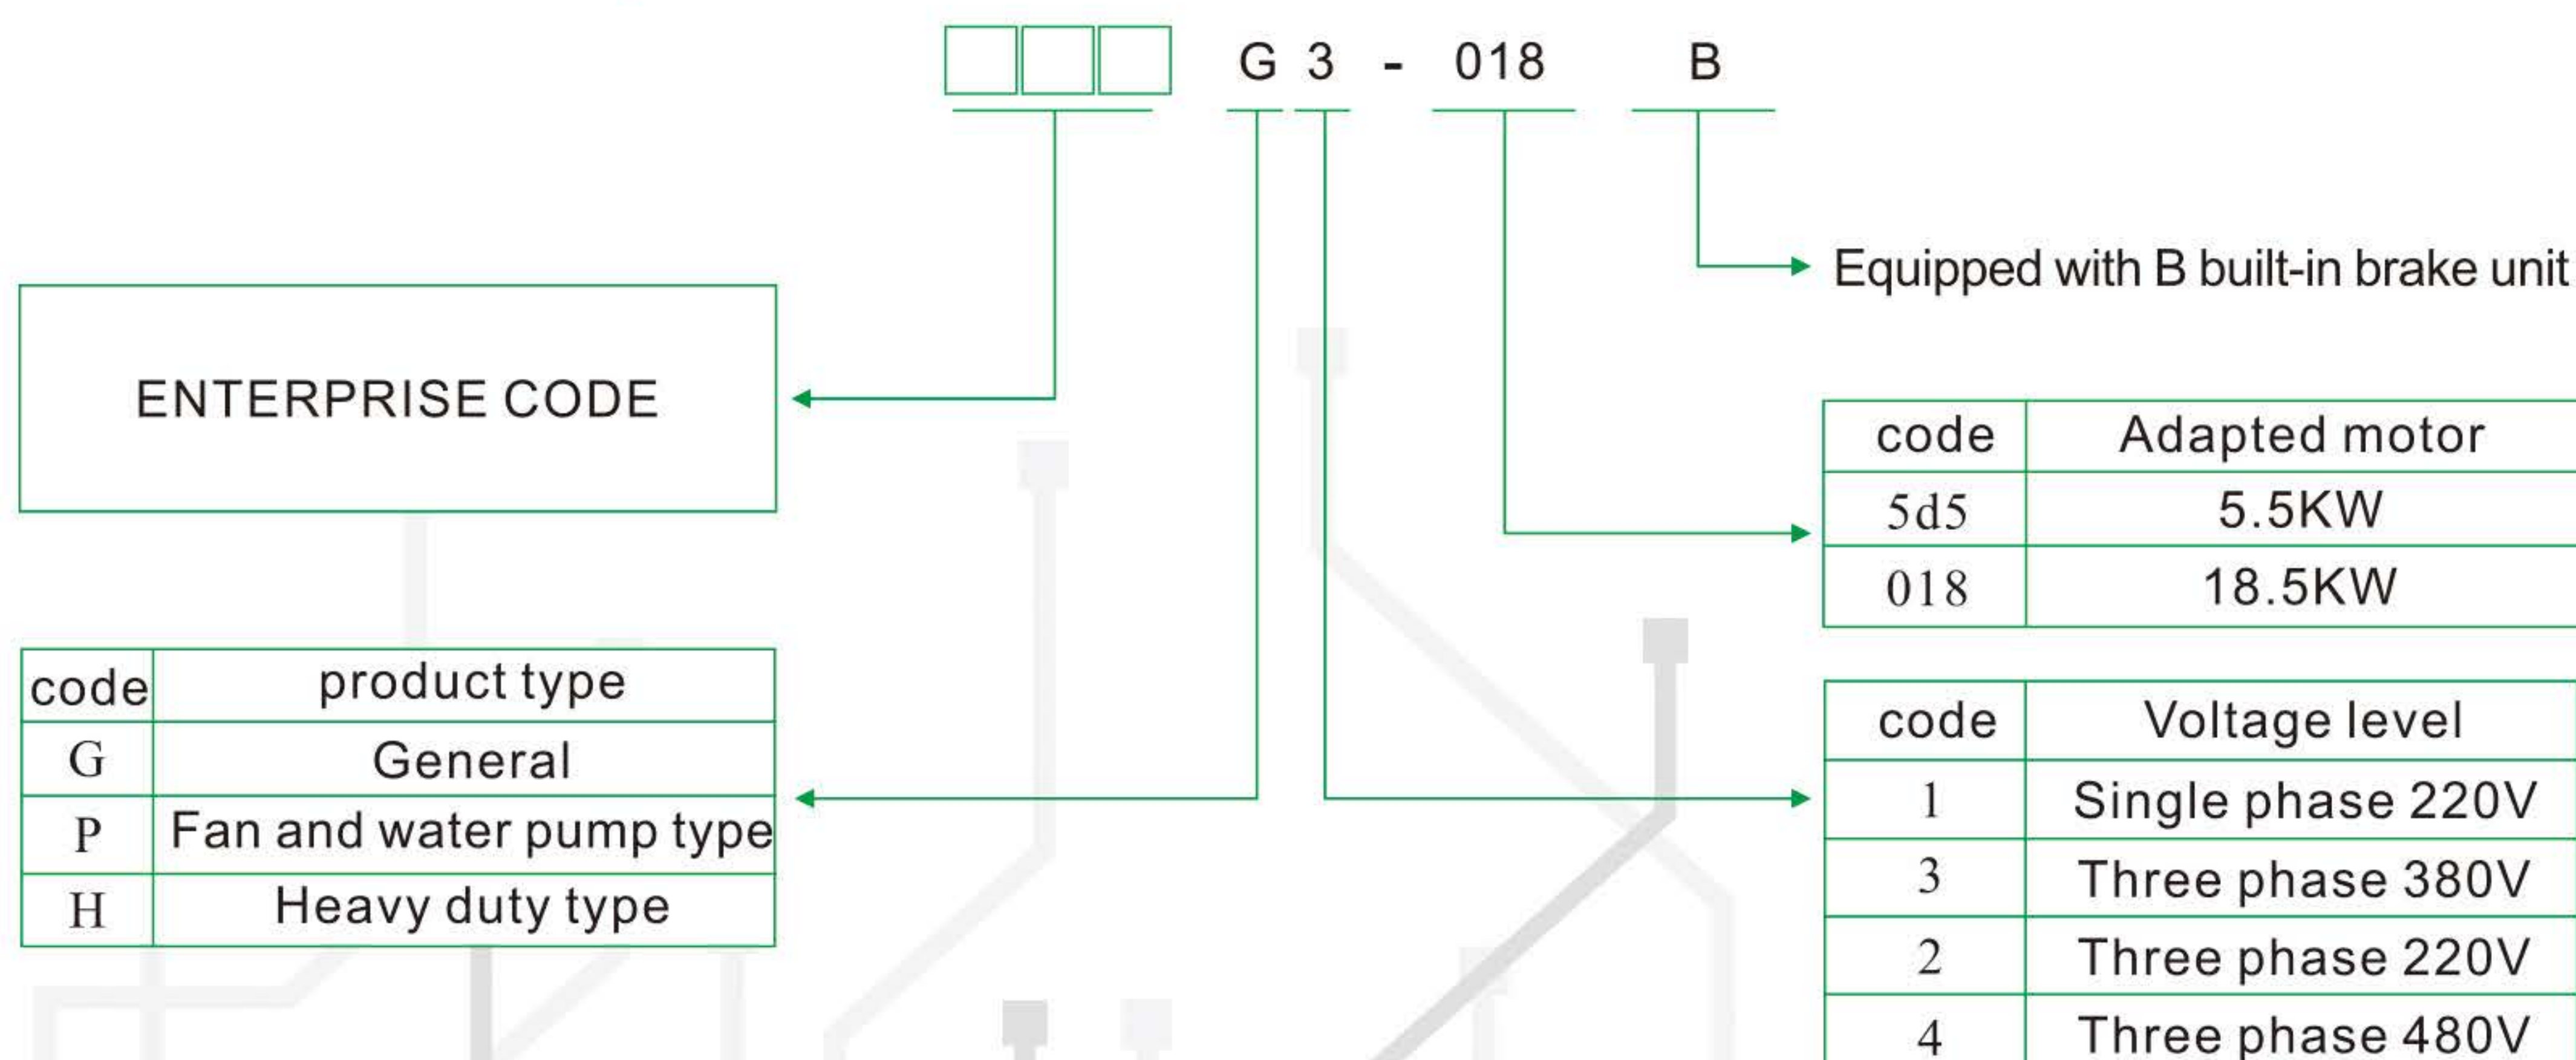 G 3 - 018 B
Equipped with B built-in brake unit
ENTERPRISE CODE
code Adapted motor
5d5 5.5KW
018 18.5KW
code product type
G General
P Fan and water pump type
H Heavy duty type
code Voltage level
1 Single phase 220V
3 Three phase 380V
2 Three phase 220V
4 Three phase 480V